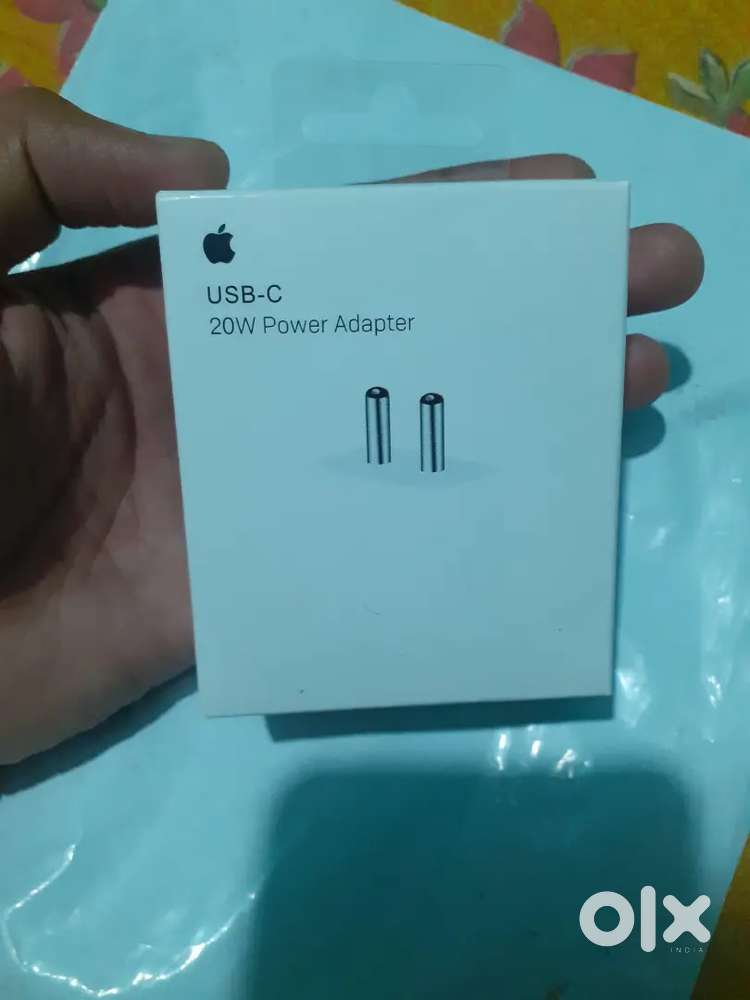 USB-C
20W Power Adapter
olx
INDIA